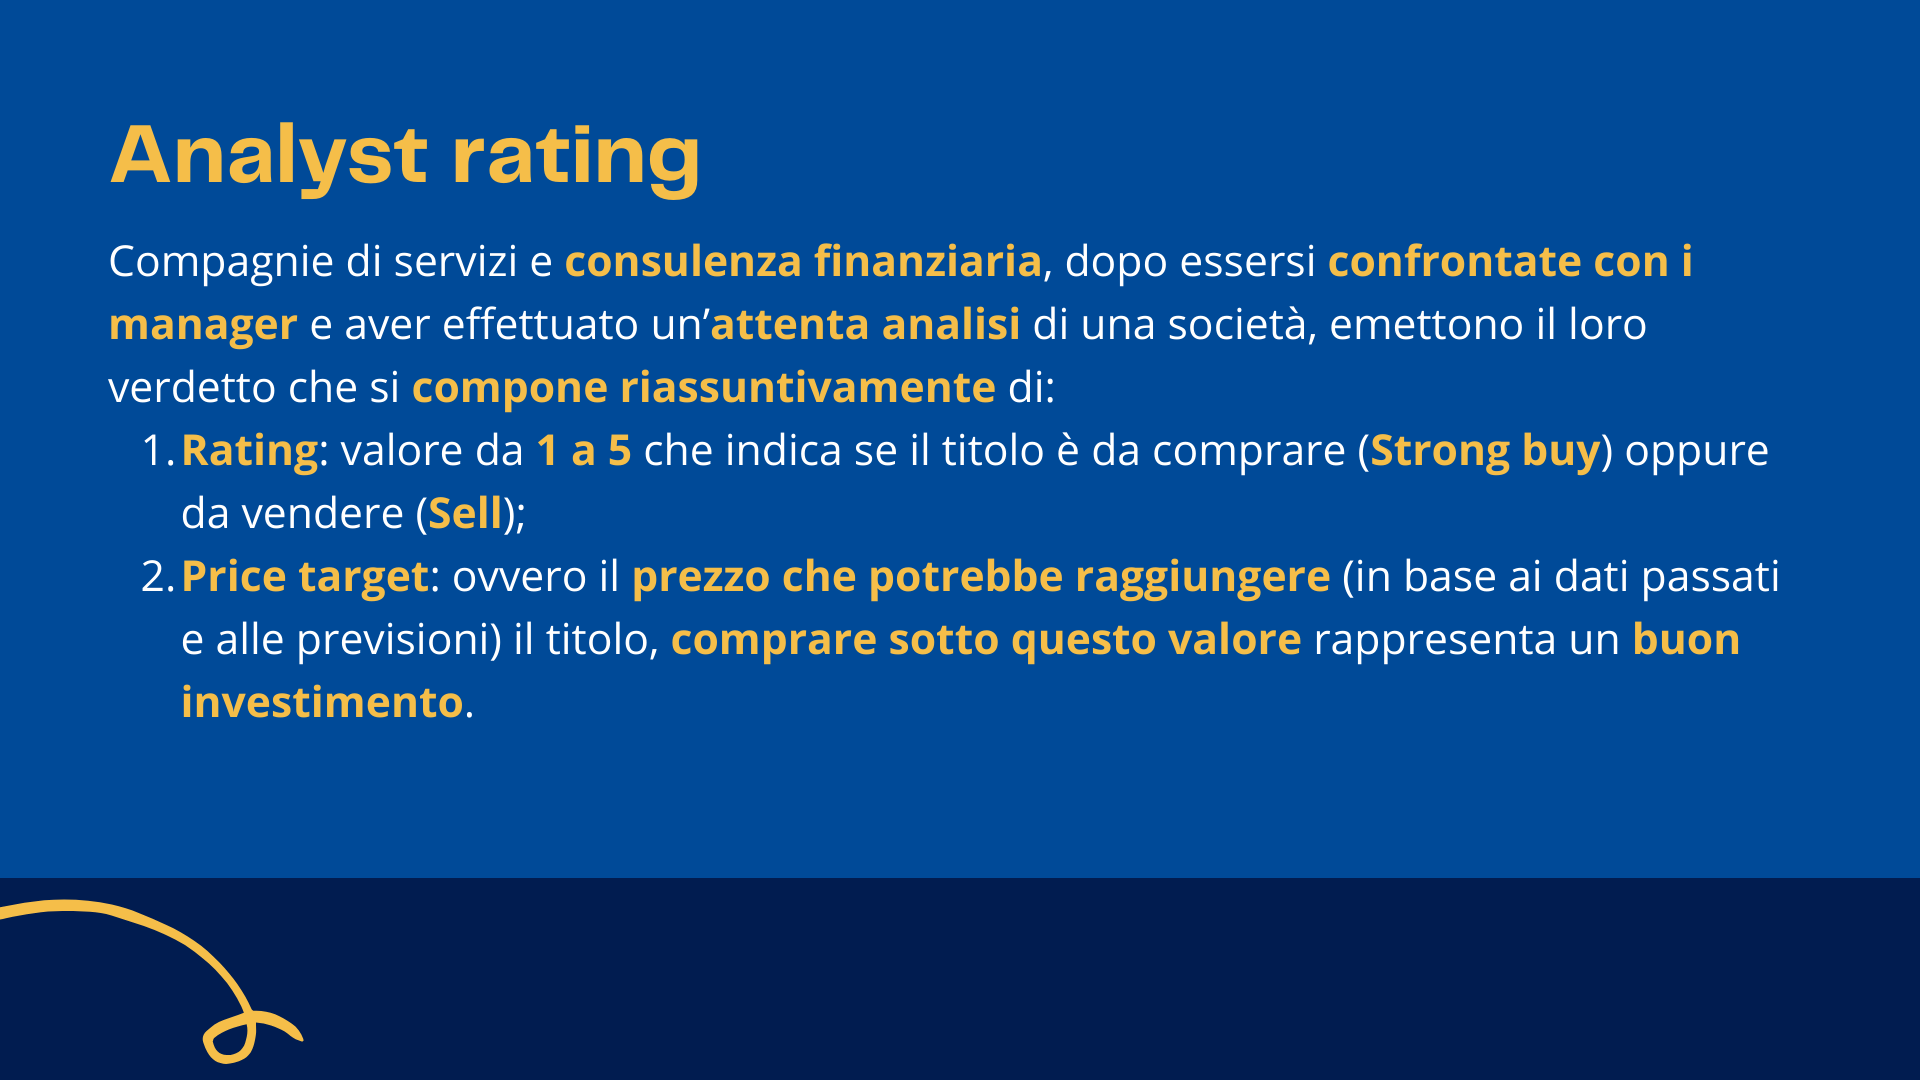 Analyst rating
Compagnie di servizi e consulenza finanziaria, dopo essersi confrontate con i
manager e aver effettuato un’attenta analisi di una società, emettono il loro
verdetto che si compone riassuntivamente di:
1. Rating: valore da 1 a 5 che indica se il titolo è da comprare (Strong buy) oppure
da vendere (Sell);
2. Price target: ovvero il prezzo che potrebbe raggiungere (in base ai dati passati
e alle previsioni) il titolo, comprare sotto questo valore rappresenta un buon
investimento.